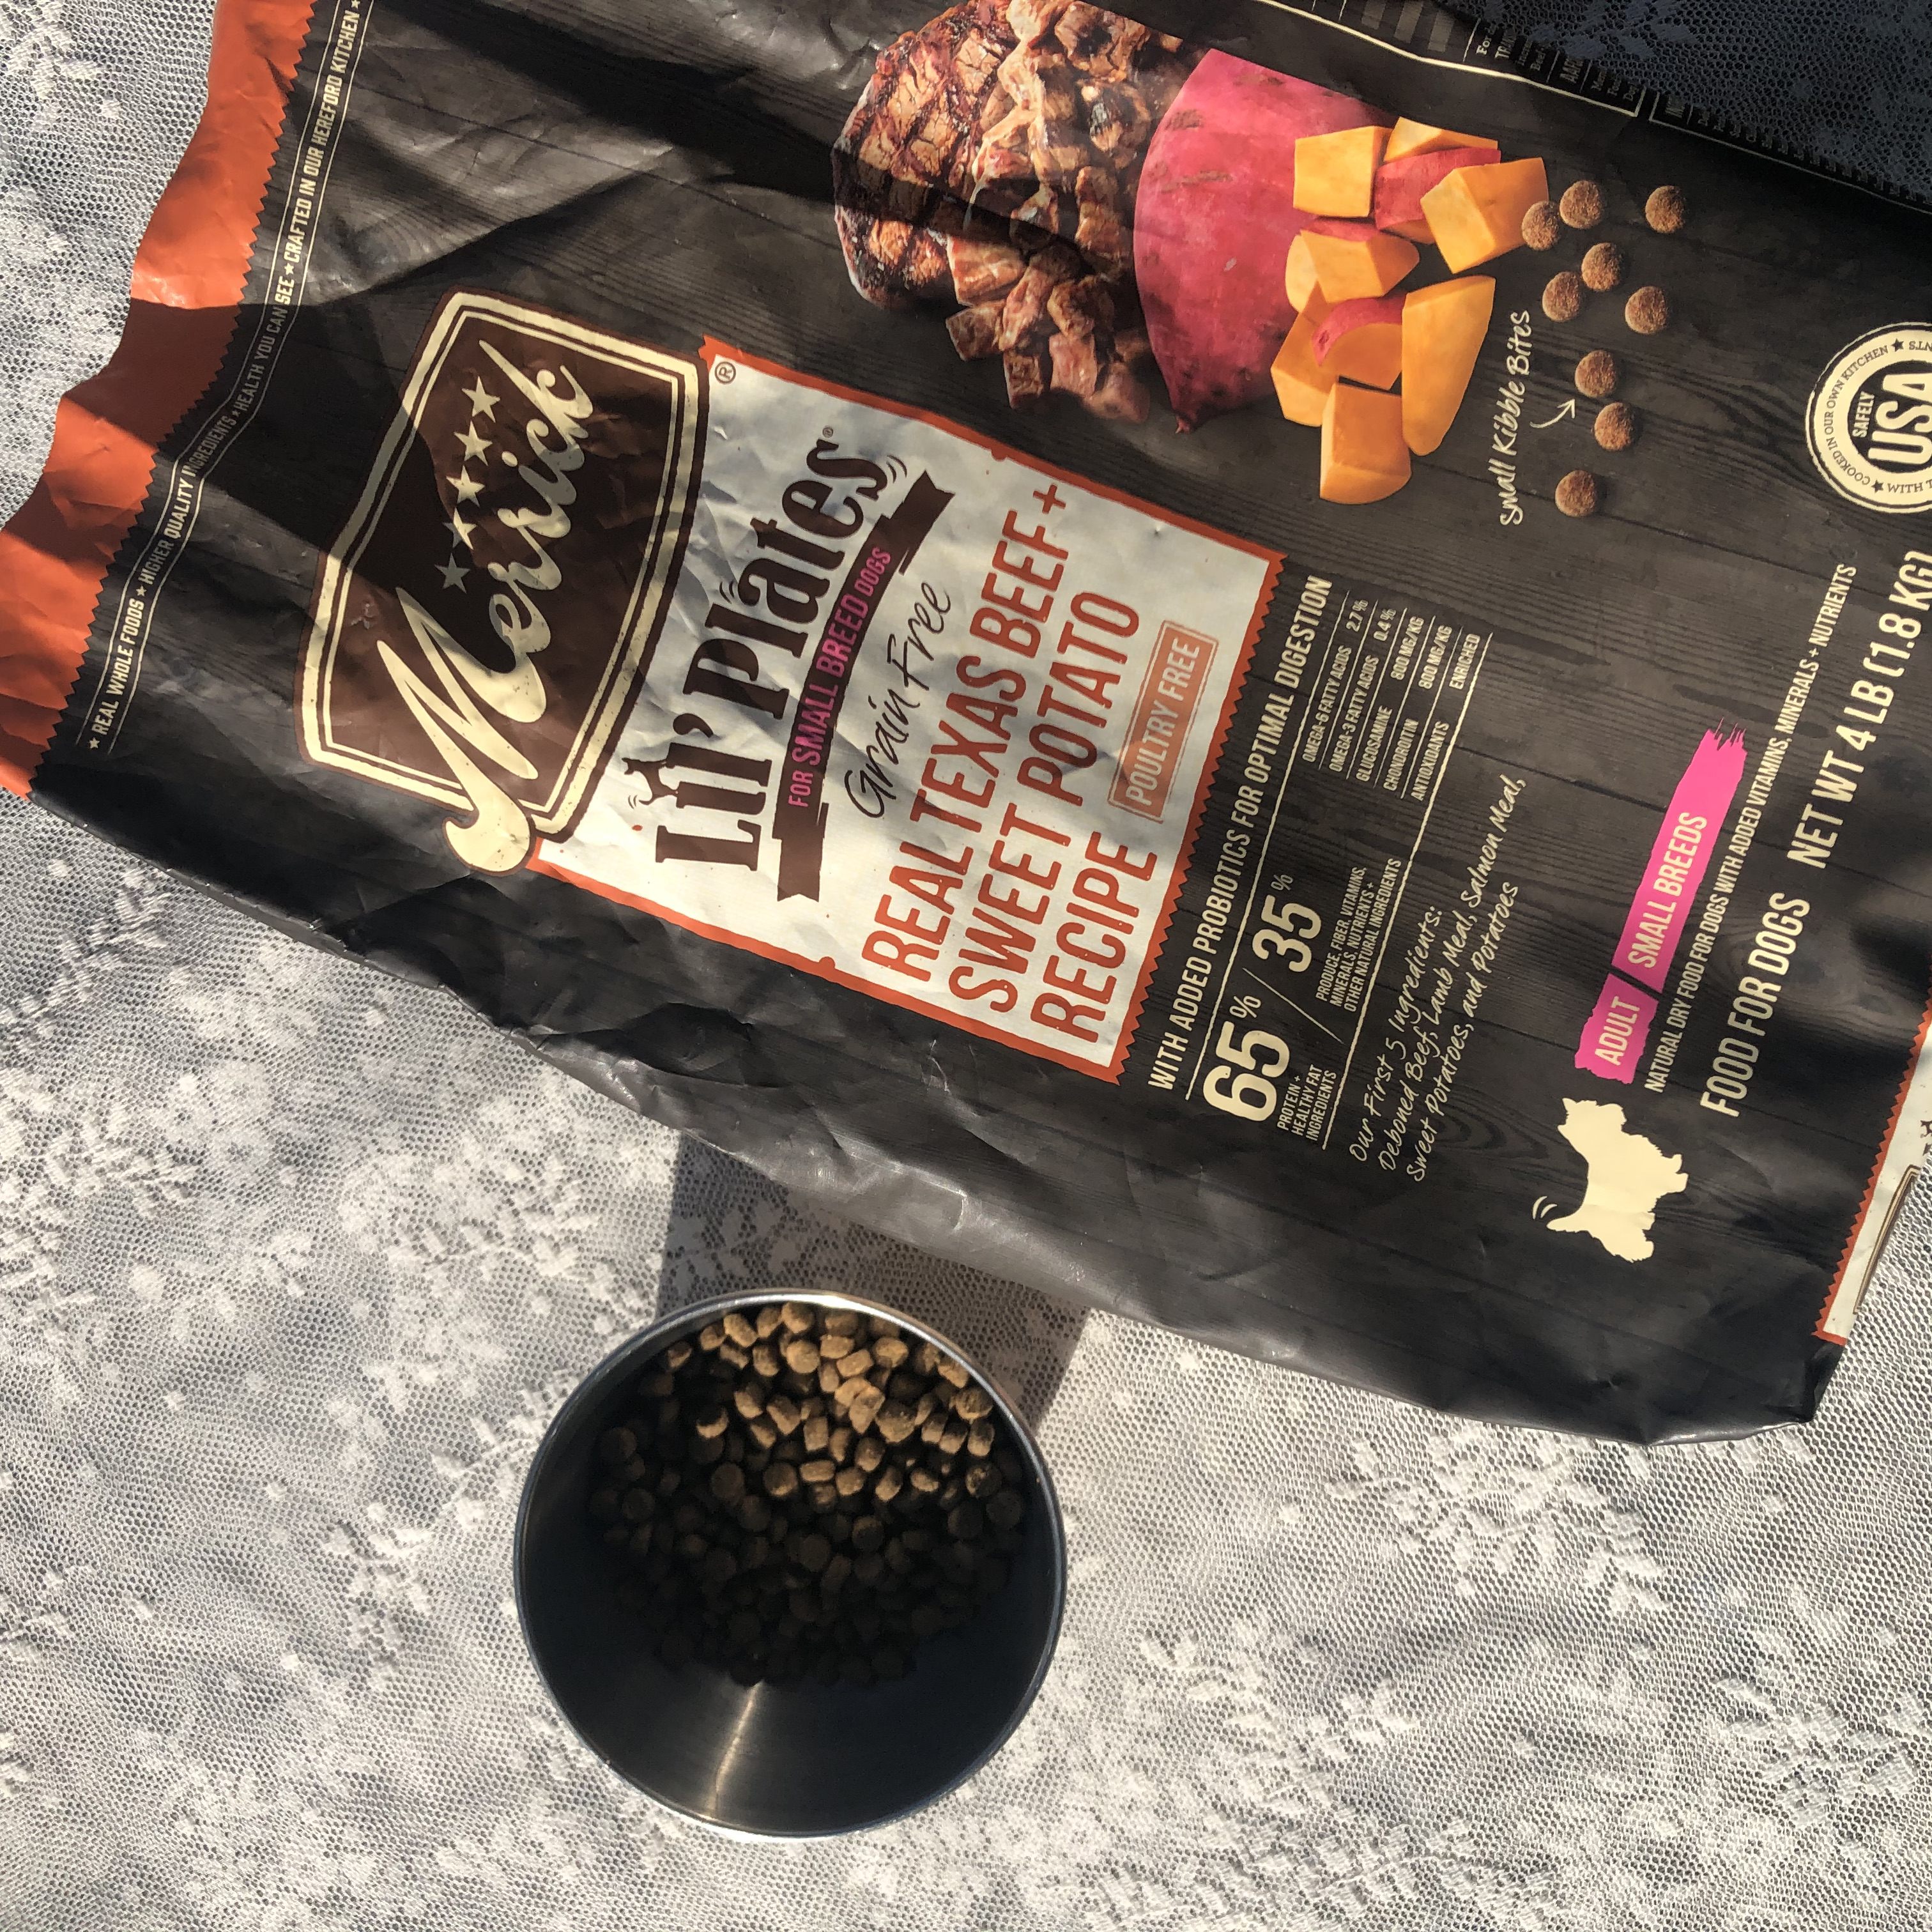 ★ REAL WHOLE FOODS ★ HIGHER QUALITY INGREDIENTS ★ HEALTH YOU CAN SEE ★ CRAFTED IN OUR HEREFORD KITCHEN ★
Merrick
®
Lil' Plates®
FOR SMALL BREED DOGS
Grain Free
REAL TEXAS BEEF +
SWEET POTATO
RECIPE
POULTRY FREE
WITH ADDED PROBIOTICS FOR OPTIMAL DIGESTION
65% / 35%
PROTEIN +
HEALTHY FAT
INGREDIENTS
PRODUCE, FIBER, VITAMINS,
MINERALS, NUTRIENTS +
OTHER NATURAL INGREDIENTS
OMEGA-6 FATTY ACIDS 2.7 %
OMEGA-3 FATTY ACIDS 0.4 %
GLUCOSAMINE 800 MG/KG
CHONDROITIN 800 MG/KG
ANTIOXIDANTS ENRICHED
Our First 5 Ingredients:
Deboned Beef, Lamb Meal, Salmon Meal,
Sweet Potatoes, and Potatoes
Small Kibble Bites
ADULT / SMALL BREEDS
NATURAL DRY FOOD FOR DOGS WITH ADDED VITAMINS, MINERALS + NUTRIENTS
FOOD FOR DOGS NET WT 4 LB (1.8 KG)
COOKED IN OUR OWN KITCHEN
SAFELY
USA